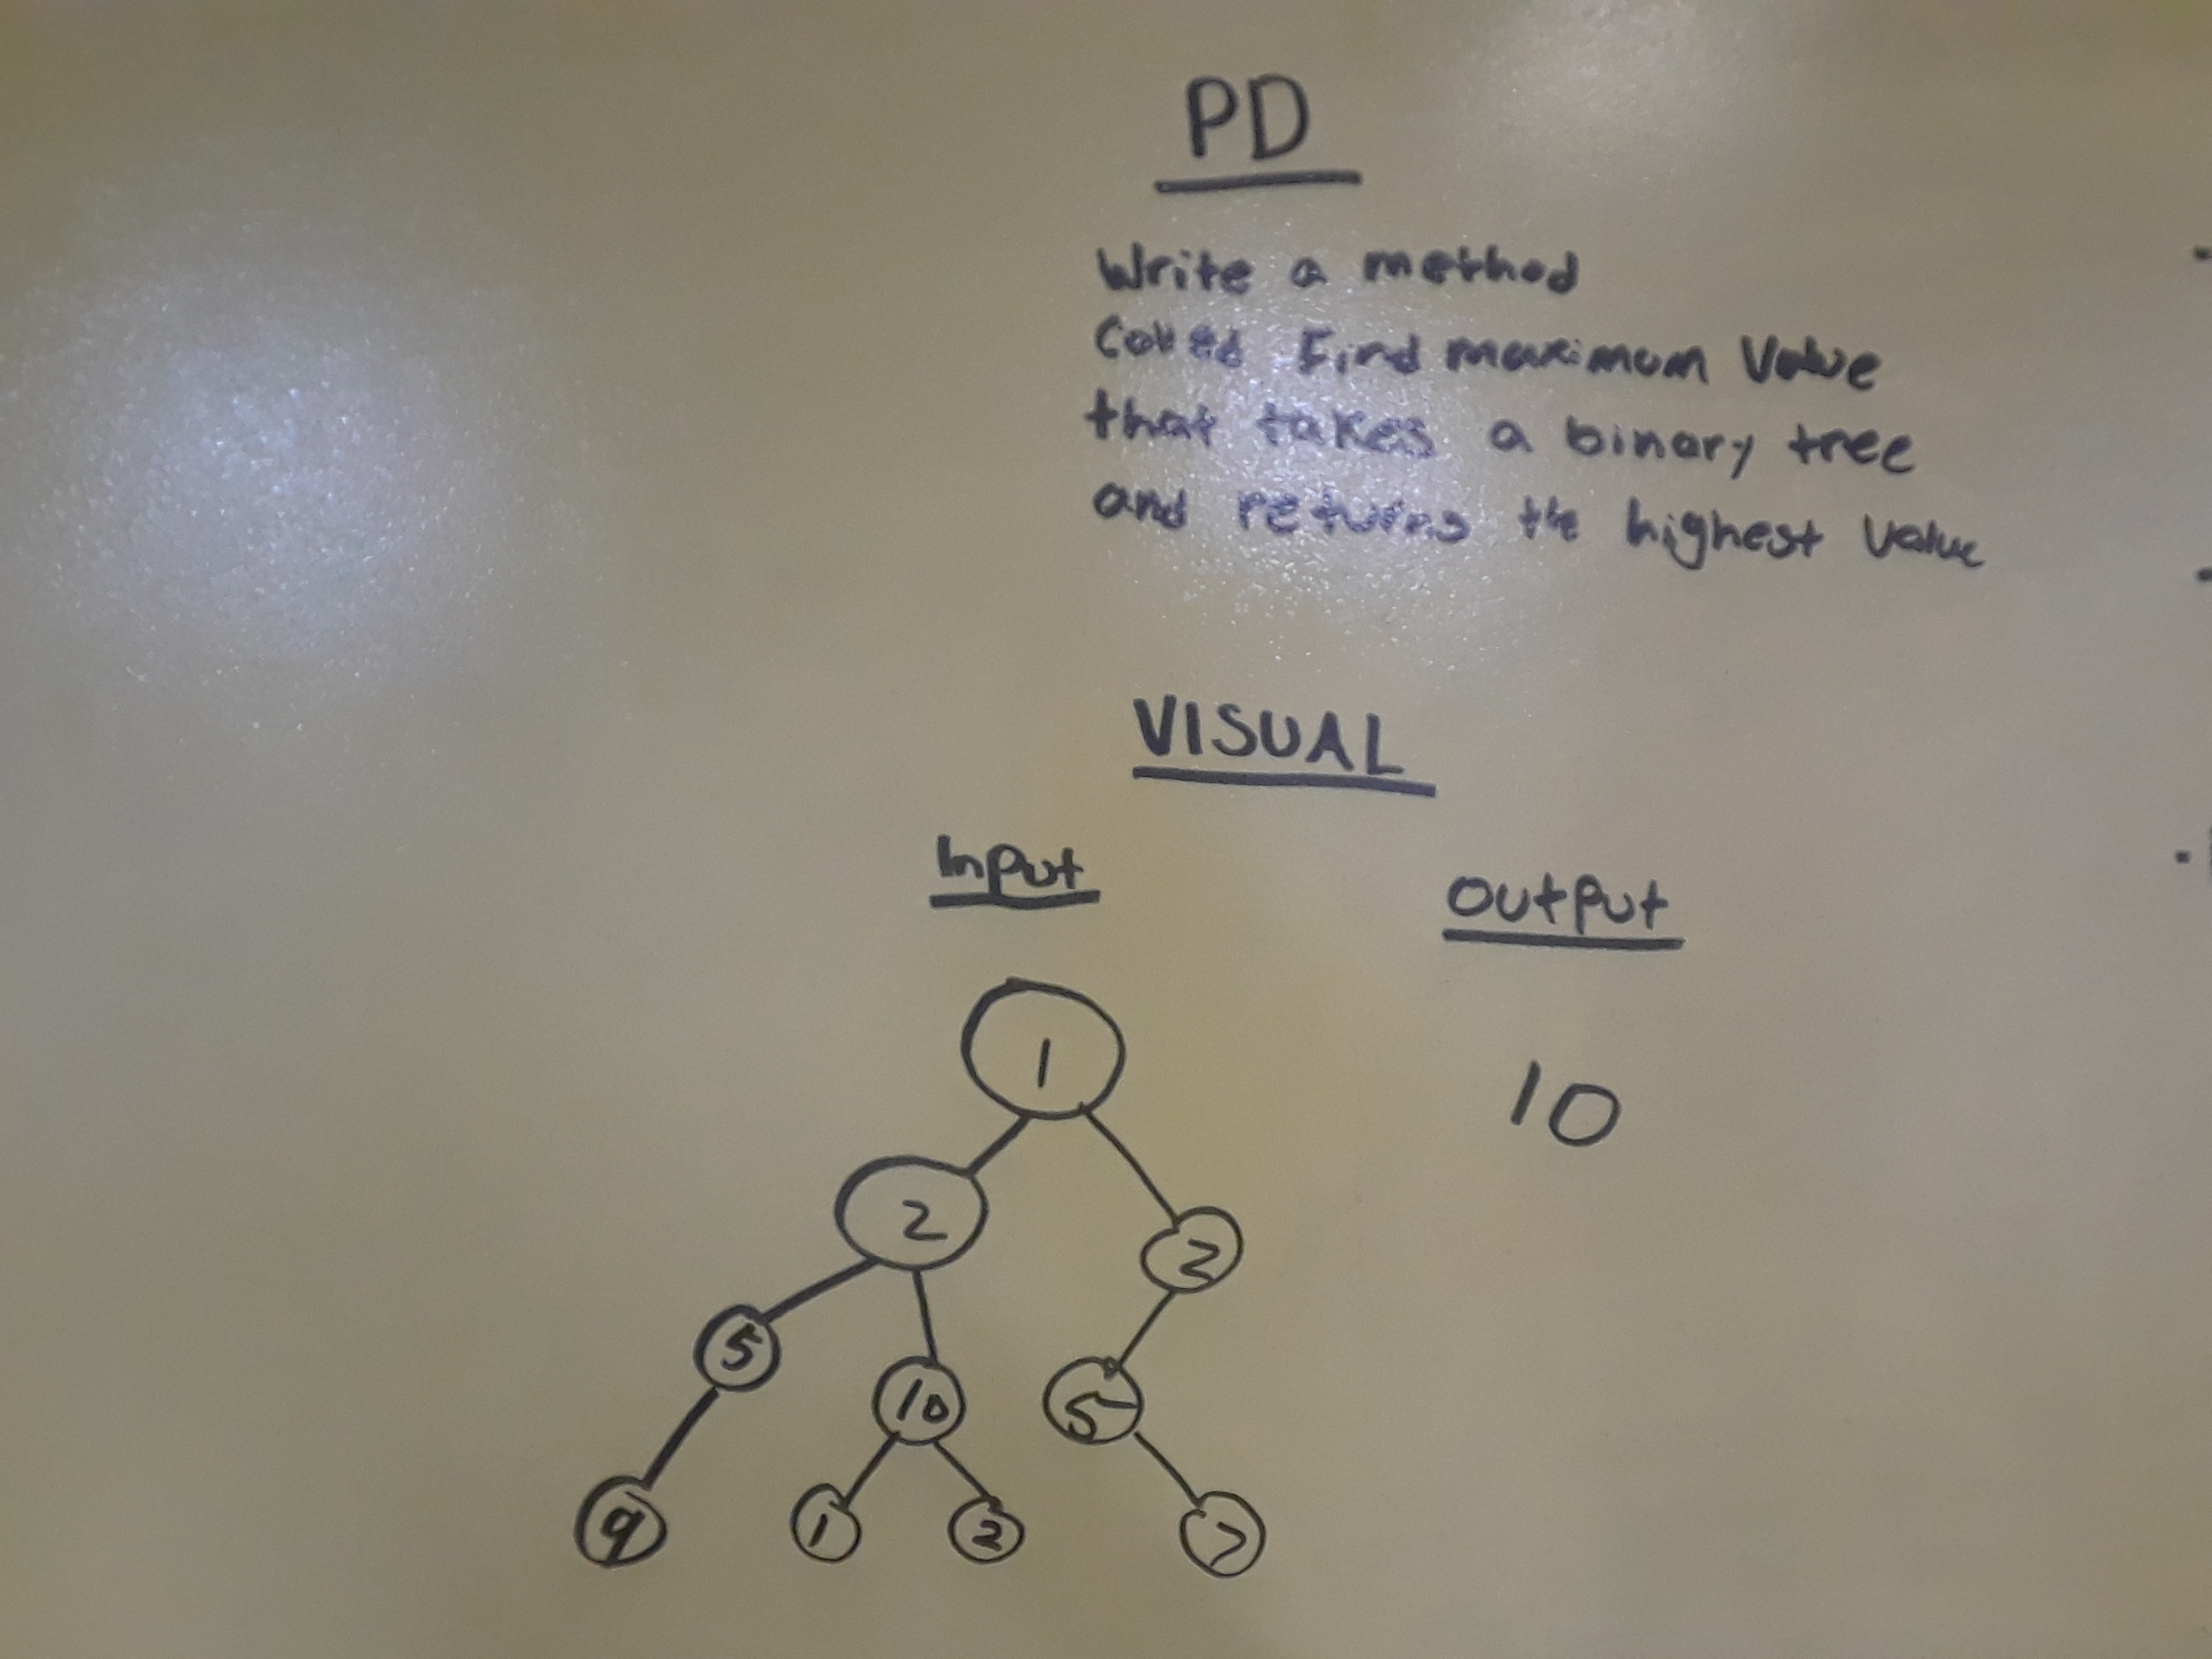 PD
Write a method
Called Find maximum Value
that takes a binary tree
and returns the highest value
VISUAL
Input
Output
1
10
2
2
5
10
5
9
1
2
7